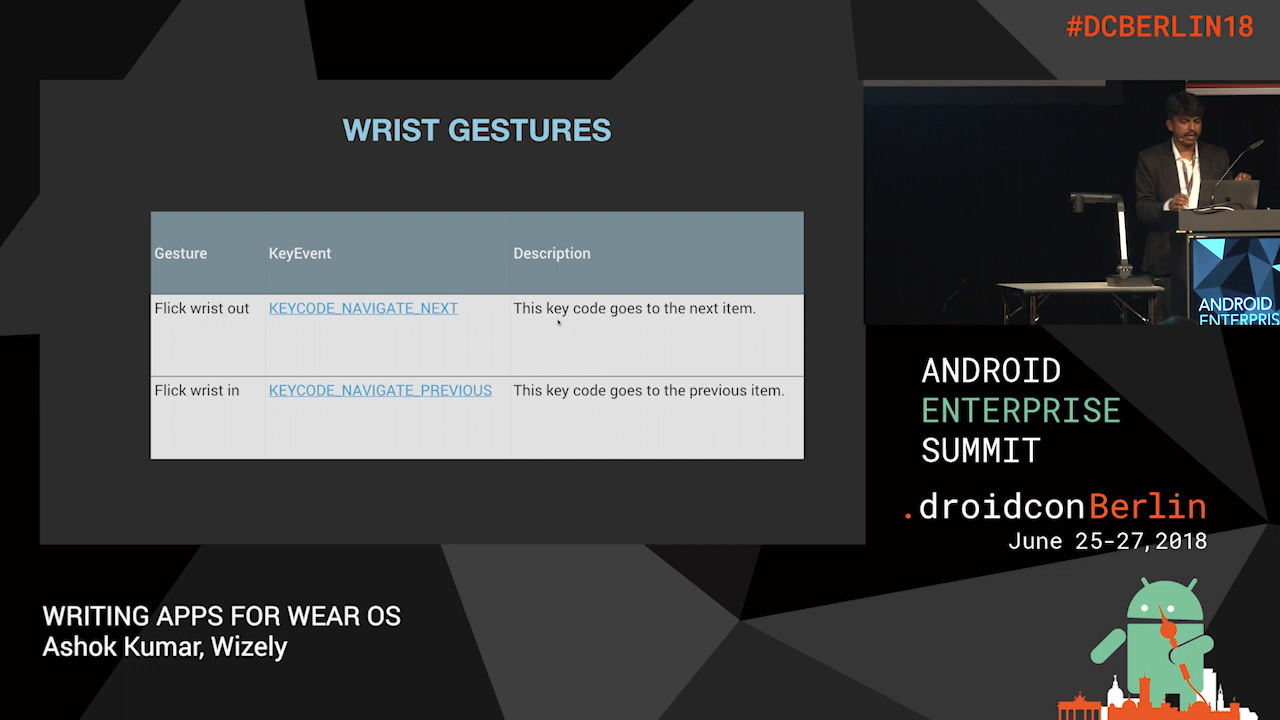 #DCBERLIN18
WRIST GESTURES
Gesture KeyEvent Description
Flick wrist out KEYCODE_NAVIGATE_NEXT This key code goes to the next item.
Flick wrist in KEYCODE_NAVIGATE_PREVIOUS This key code goes to the previous item.
ANDROID
ENTERPRIS
ANDROID
ENTERPRISE
SUMMIT
.droidconBerlin
June 25-27, 2018
WRITING APPS FOR WEAR OS
Ashok Kumar, Wizely